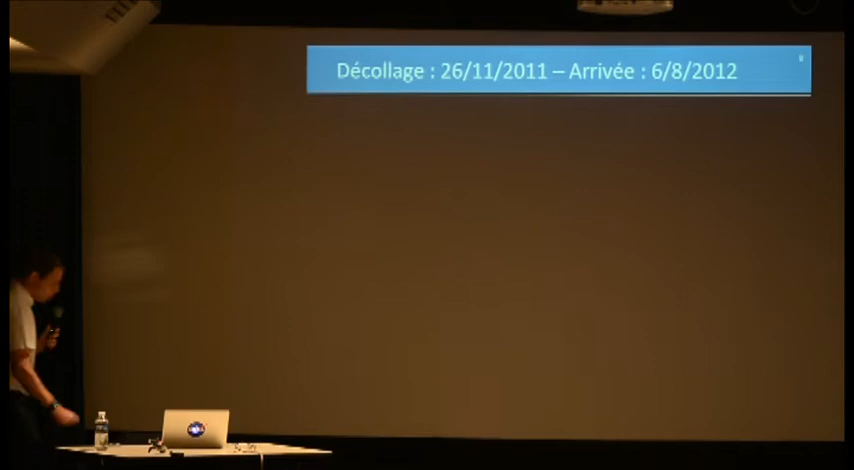 Décollage : 26/11/2011 – Arrivée : 6/8/2012